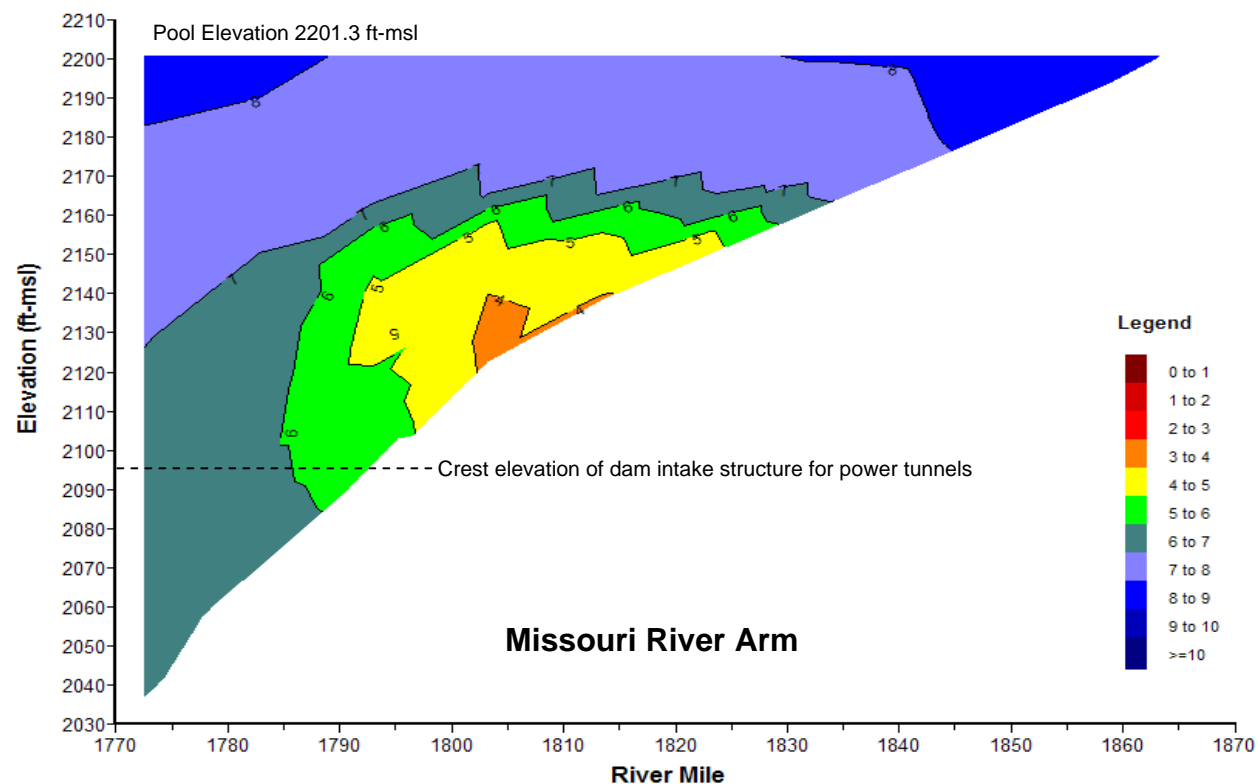 Pool Elevation 2201.3 ft-msl
2210
2200
2190
2180
2170
2160
2150
2140
2130
2120
2110
2100
2090
2080
2070
2060
2050
2040
2030
Elevation (ft-msl)
8
8
7
7
7
7
7
6
6
6
6
6
6
5
5
5
5
5
4
4
Crest elevation of dam intake structure for power tunnels
Missouri River Arm
Legend
0 to 1
1 to 2
2 to 3
3 to 4
4 to 5
5 to 6
6 to 7
7 to 8
8 to 9
9 to 10
>=10
1770 1780 1790 1800 1810 1820 1830 1840 1850 1860 1870
River Mile